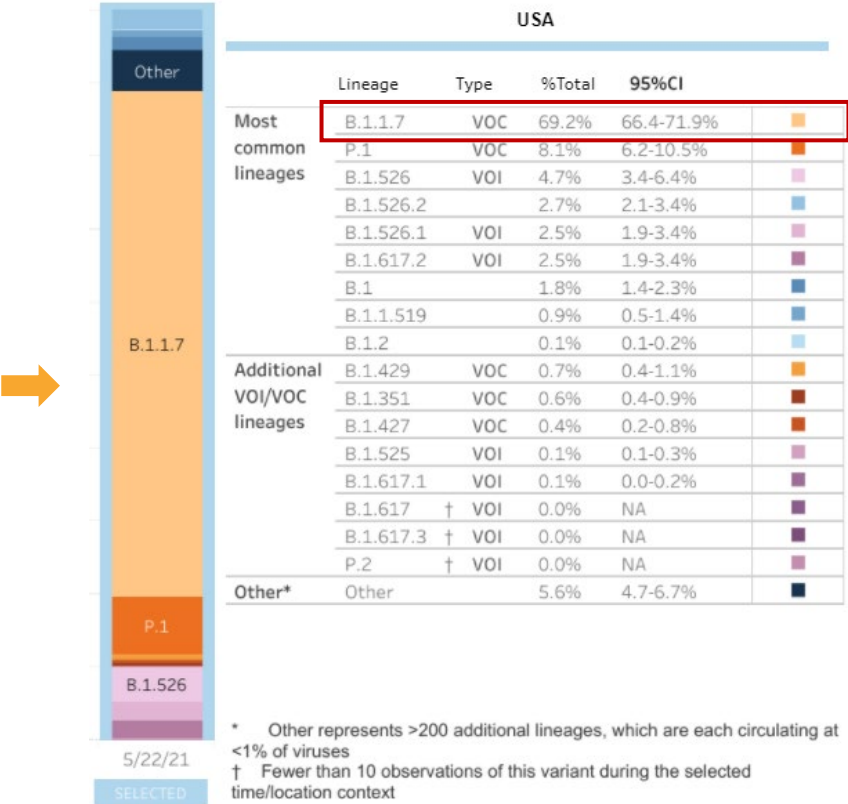 USA
Other
B.1.1.7
P.1
B.1.526
5/22/21
SELECTED
Lineage Type %Total 95%CI
Most common lineages
B.1.1.7 VOC 69.2% 66.4-71.9%
P.1 VOC 8.1% 6.2-10.5%
B.1.526 VOI 4.7% 3.4-6.4%
B.1.526.2 2.7% 2.1-3.4%
B.1.526.1 VOI 2.5% 1.9-3.4%
B.1.617.2 VOI 2.5% 1.9-3.4%
B.1 1.8% 1.4-2.3%
B.1.1.519 0.9% 0.5-1.4%
B.1.2 0.1% 0.1-0.2%
Additional VOI/VOC lineages
B.1.429 VOC 0.7% 0.4-1.1%
B.1.351 VOC 0.6% 0.4-0.9%
B.1.427 VOC 0.4% 0.2-0.8%
B.1.525 VOI 0.1% 0.1-0.3%
B.1.617.1 VOI 0.1% 0.0-0.2%
B.1.617 † VOI 0.0% NA
B.1.617.3 † VOI 0.0% NA
P.2 † VOI 0.0% NA
Other* Other 5.6% 4.7-6.7%
* Other represents >200 additional lineages, which are each circulating at
<1% of viruses
† Fewer than 10 observations of this variant during the selected
time/location context